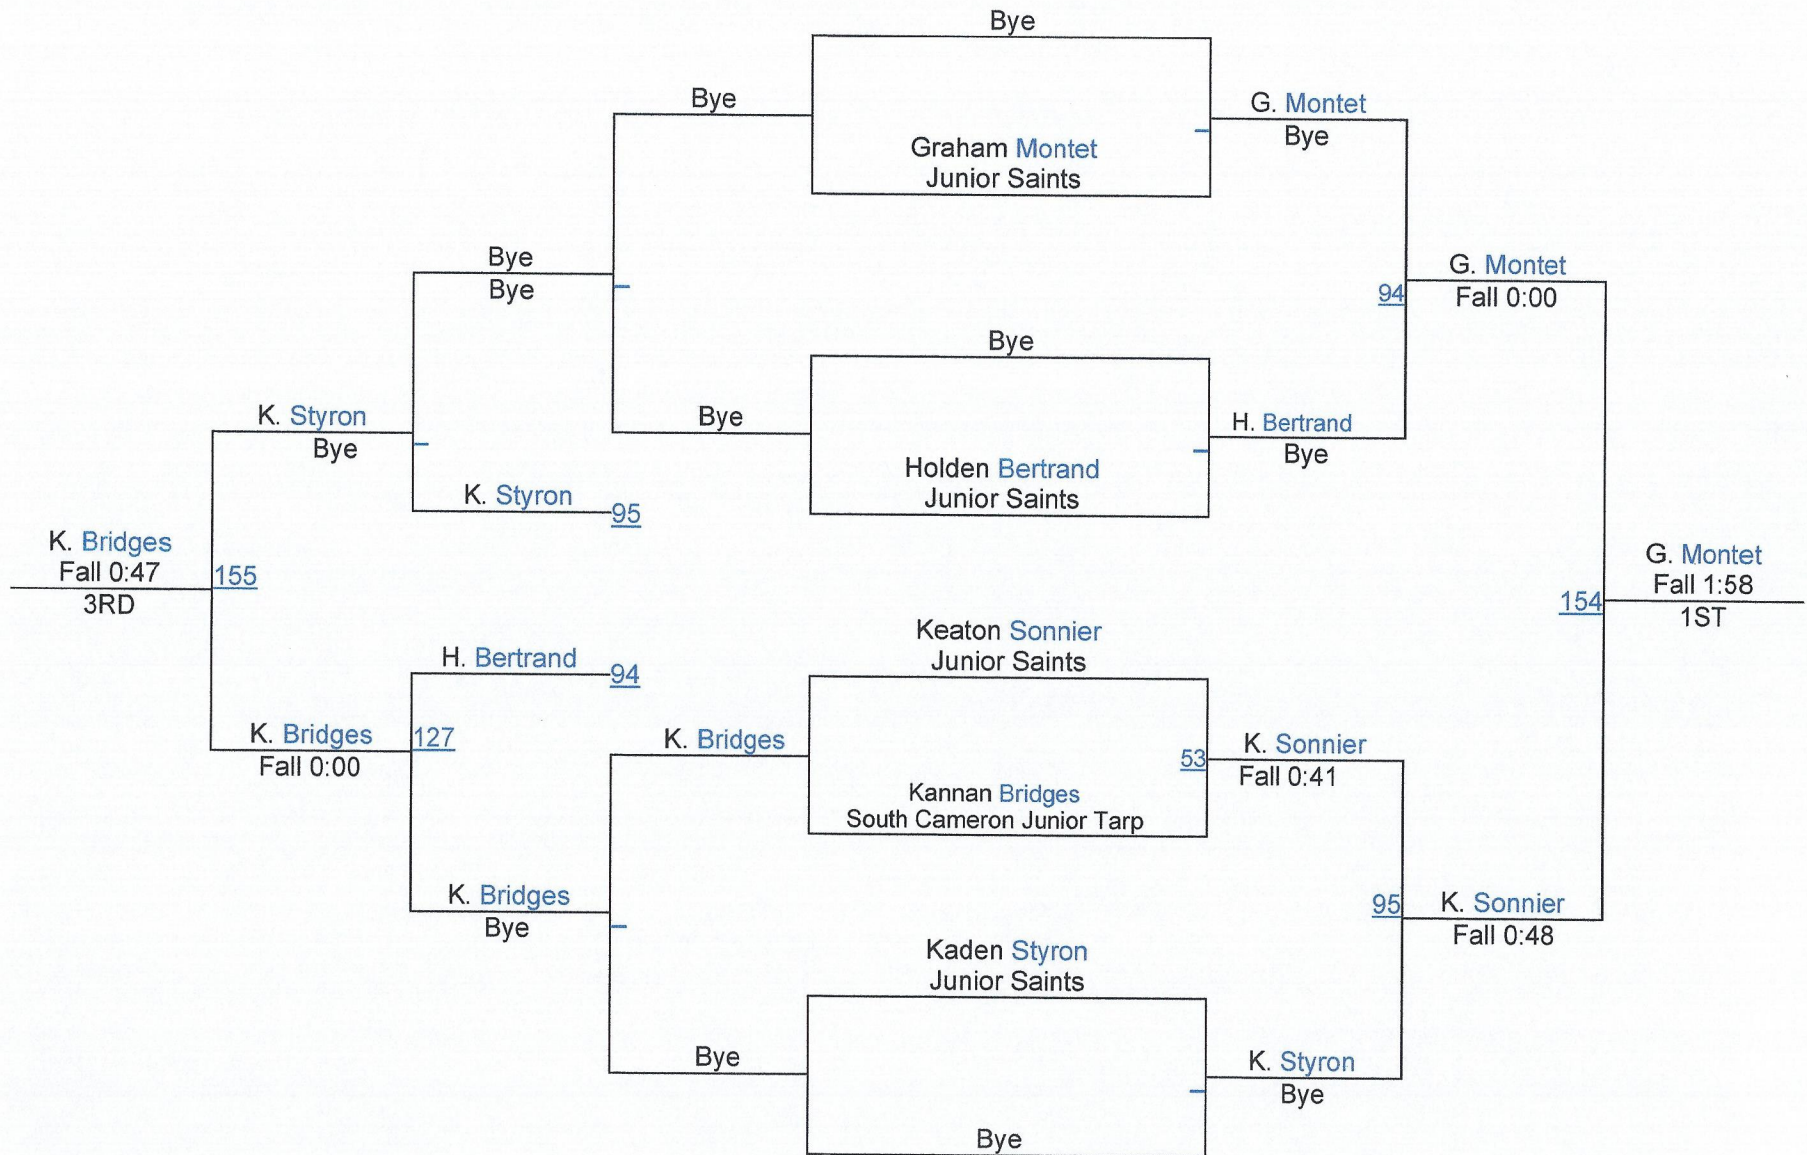 Bye
Bye
G. Montet
Bye
Graham Montet
Junior Saints
Bye
Bye
G. Montet
94
Fall 0:00
Bye
K. Styron
Bye
Bye
H. Bertrand
Bye
Holden Bertrand
Junior Saints
K. Styron
95
K. Bridges
Fall 0:47
155
3RD
G. Montet
Fall 1:58
154
1ST
Keaton Sonnier
Junior Saints
H. Bertrand
94
K. Bridges
127
Fall 0:00
K. Bridges
53
K. Sonnier
Fall 0:41
Kannan Bridges
South Cameron Junior Tarp
K. Bridges
Bye
95
K. Sonnier
Fall 0:48
Kaden Styron
Junior Saints
Bye
K. Styron
Bye
Bye